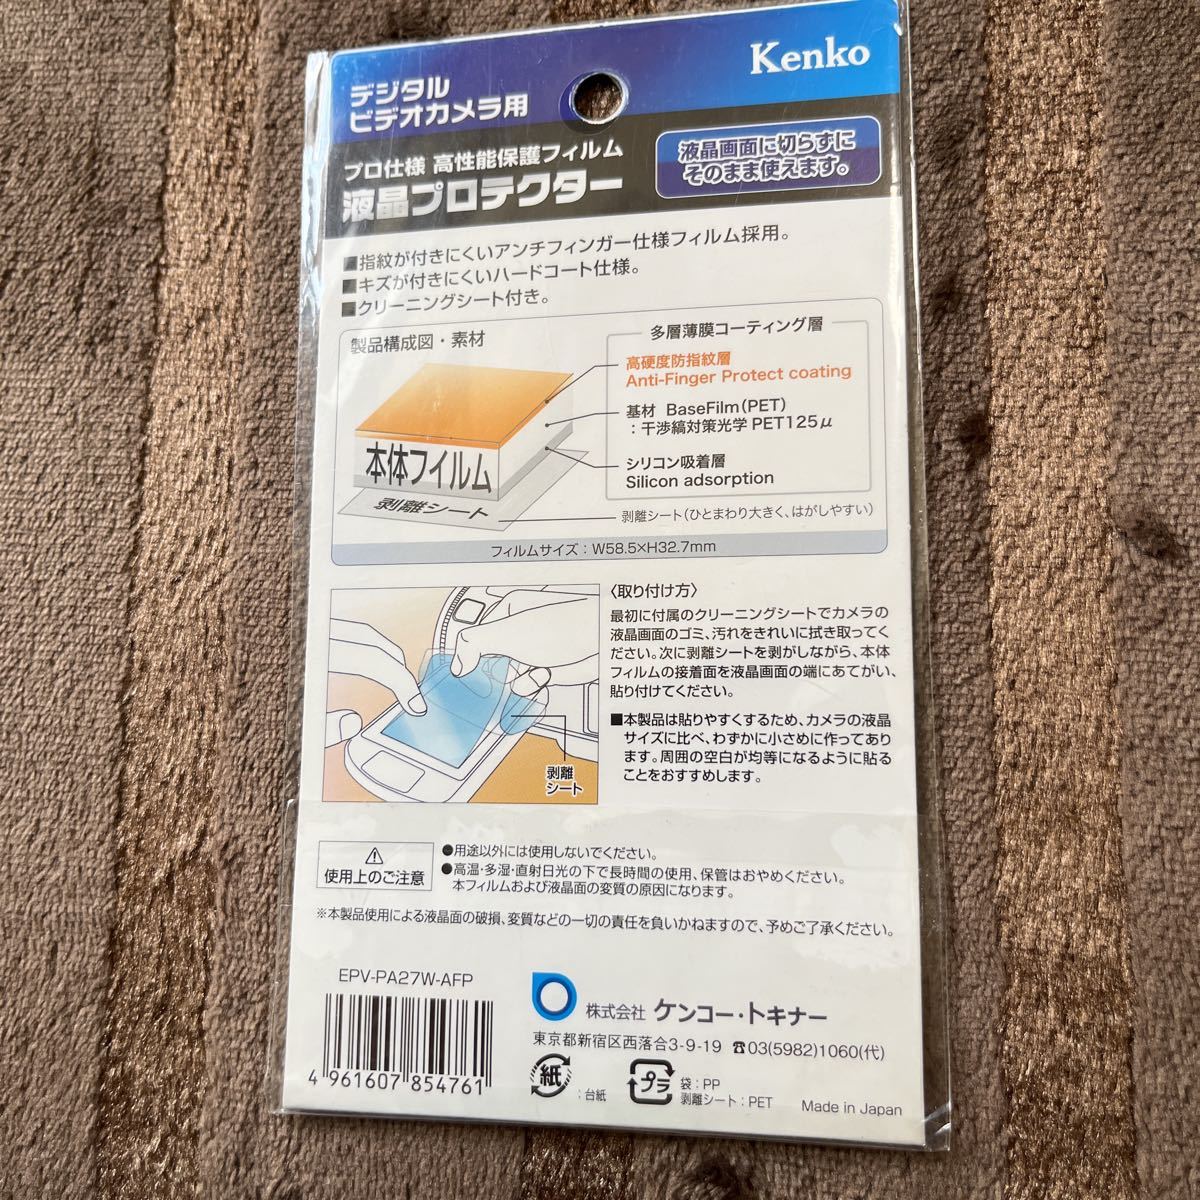 Kenko
デジタル
ビデオカメラ用
プロ仕様 高性能保護フィルム
液晶プロテクター
液晶画面に切らずに
そのまま使えます。
■指紋が付きにくいアンチフィンガー仕様フィルム採用。
■キズが付きにくいハードコート仕様。
■クリーニングシート付き。
製品構成図・素材
多層薄膜コーティング層
高硬度防指紋層
Anti-Finger Protect coating
基材 BaseFilm(PET)
:干渉縞対策光学PET125μ
シリコン吸着層
Silicon adsorption
本体フイルム
剥離シート
剥離シート(ひとまわり大きく、はがしやすい)
フィルムサイズ:W58.5×H32.7mm
〈取り付け方〉
最初に付属のクリーニングシートでカメラの
液晶画面のゴミ、汚れをきれいに拭き取ってく
ださい。次に剥離シートを剥がしながら、本体
フィルムの接着面を液晶画面の端にあてがい、
貼り付けてください。
■本製品は貼りやすくするため、カメラの液晶
サイズに比べ、わずかに小さめに作ってあり
ます。周囲の空白が均等になるように貼る
ことをおすすめします。
剥離
シート
使用上のご注意
●用途以外には使用しないでください。
●高温・多湿・直射日光の下で長時間の使用、保管はおやめください。
本フィルムおよび液晶面の変質の原因になります。
※本製品使用による液晶面の破損、変質などの一切の責任を負いかねますので、予めご了承ください。
EPV-PA27W-AFP
4 961607 854761
株式会社 ケンコー・トキナー
東京都新宿区西落合3-9-19 ☎03(5982)1060(代)
紙
:台紙
プラ
袋:PP
剥離シート:PET
Made in Japan